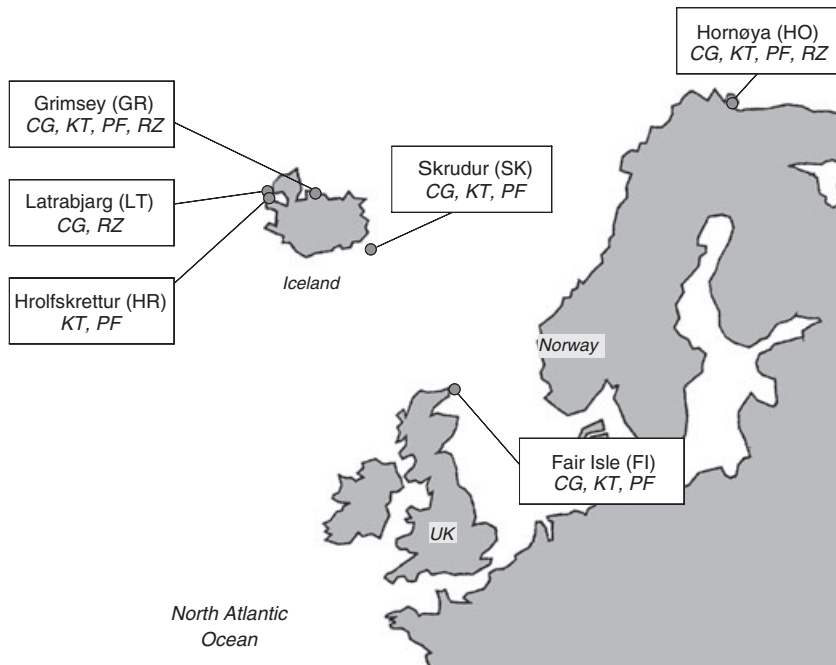 Hornøya (HO)
CG, KT, PF, RZ
Grimsey (GR)
CG, KT, PF, RZ
Skrudur (SK)
CG, KT, PF
Latrabjarg (LT)
CG, RZ
Hrolfskrettur (HR)
KT, PF
Iceland
Norway
Fair Isle (FI)
CG, KT, PF
UK
North Atlantic
Ocean